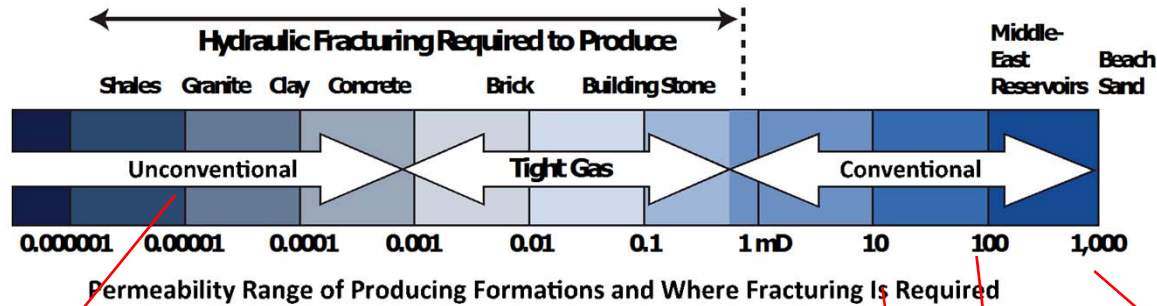 Hydraulic Fracturing Required to Produce
Middle-
East
Reservoirs
Beach
Sand
Shales Granite Clay Concrete Brick Building Stone
Unconventional Tight Gas Conventional
0.000001 0.00001 0.0001 0.001 0.01 0.1 1 mD 10 100 1,000
Permeability Range of Producing Formations and Where Fracturing Is Required